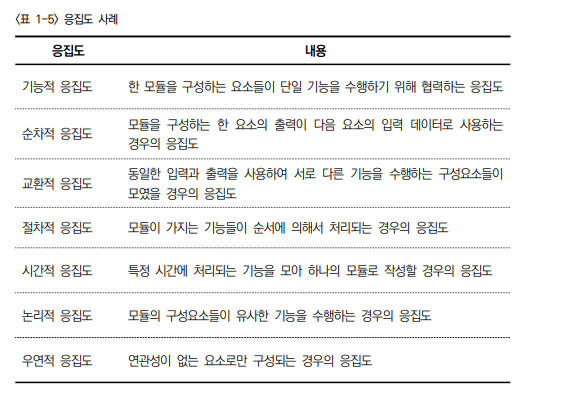 <표 1-5> 응집도 사례
응집도 내용
기능적 응집도 한 모듈을 구성하는 요소들이 단일 기능을 수행하기 위해 협력하는 응집도
순차적 응집도 모듈을 구성하는 한 요소의 출력이 다음 요소의 입력 데이터로 사용하는
경우의 응집도
교환적 응집도 동일한 입력과 출력을 사용하여 서로 다른 기능을 수행하는 구성요소들이
모였을 경우의 응집도
절차적 응집도 모듈이 가지는 기능들이 순서에 의해서 처리되는 경우의 응집도
시간적 응집도 특정 시간에 처리되는 기능을 모아 하나의 모듈로 작성할 경우의 응집도
논리적 응집도 모듈의 구성요소들이 유사한 기능을 수행하는 경우의 응집도
우연적 응집도 연관성이 없는 요소로만 구성되는 경우의 응집도